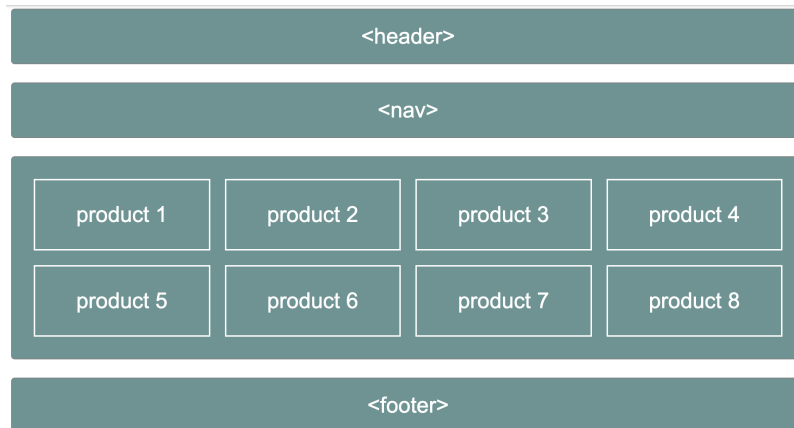 <header>
<nav>
product 1 product 2 product 3 product 4
product 5 product 6 product 7 product 8
<footer>